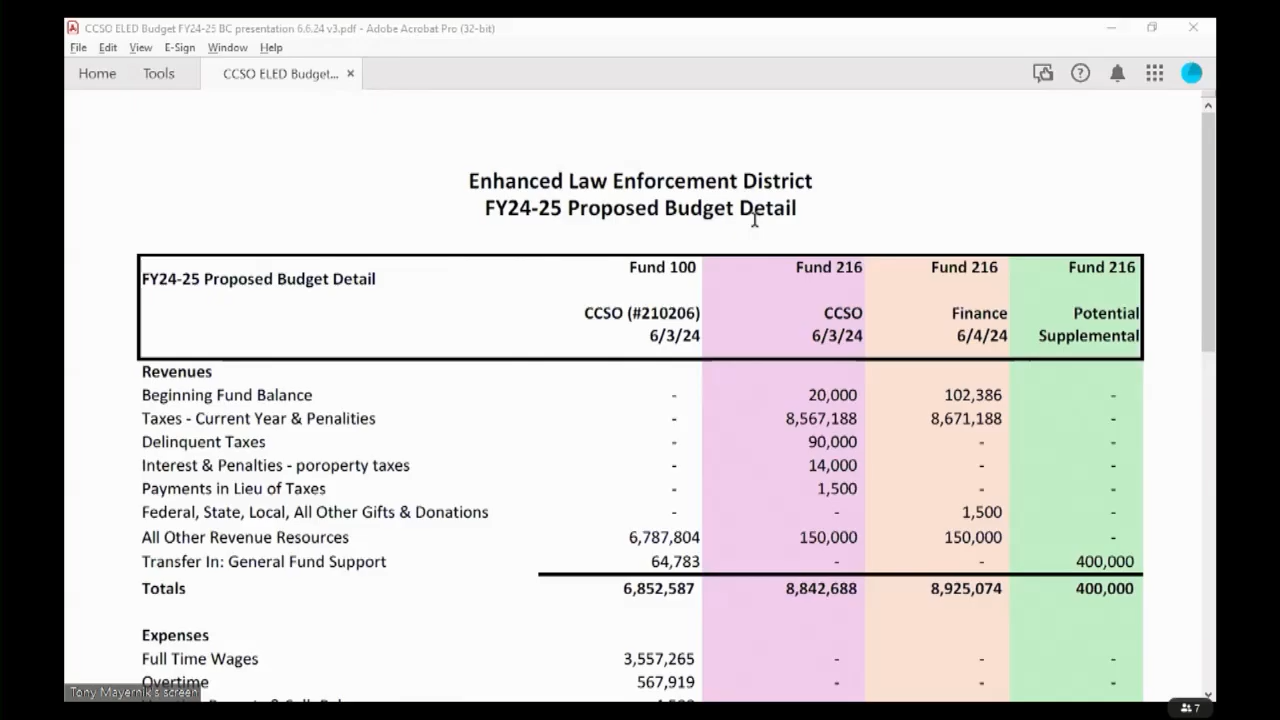 CCSO ELED Budget FY24-25 BC presentation 6.6.24 v3.pdf - Adobe Acrobat Pro (32-bit)
File Edit View E-Sign Window Help
Home Tools CCSO ELED Budget... ×
Enhanced Law Enforcement District
FY24-25 Proposed Budget Detail
Fund 100 Fund 216 Fund 216 Fund 216
FY24-25 Proposed Budget Detail
CCSO (#210206) CCSO Finance Potential
6/3/24 6/3/24 6/4/24 Supplemental
Revenues
Beginning Fund Balance - 20,000 102,386 -
Taxes - Current Year & Penalities - 8,567,188 8,671,188 -
Delinquent Taxes - 90,000 - -
Interest & Penalties - poroperty taxes - 14,000 - -
Payments in Lieu of Taxes - 1,500 - -
Federal, State, Local, All Other Gifts & Donations - - 1,500 -
All Other Revenue Resources 6,787,804 150,000 150,000 -
Transfer In: General Fund Support 64,783 - - 400,000
Totals 6,852,587 8,842,688 8,925,074 400,000
Expenses
Full Time Wages 3,557,265 - - -
Overtime 567,919 - - -
Tony Mayernik's screen
7